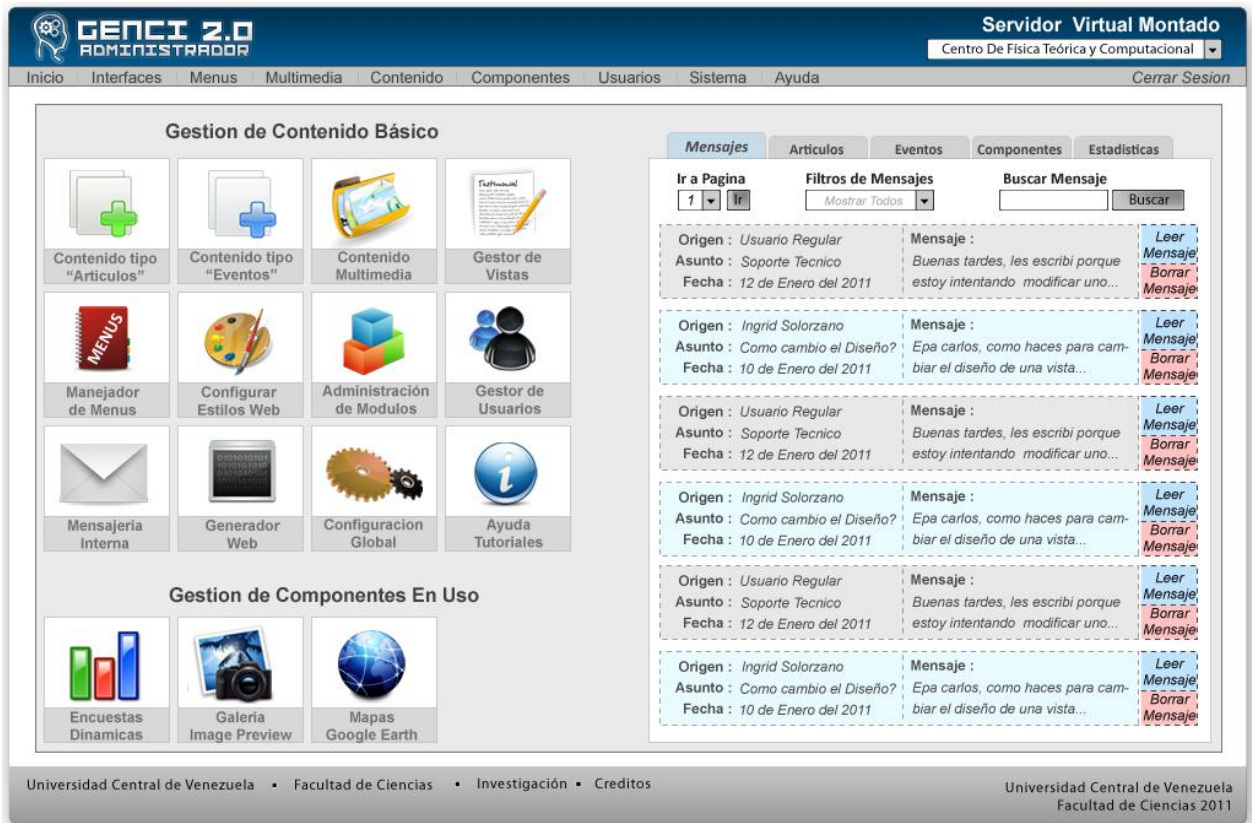 GENCI 2.0
ADMINISTRADOR
Servidor Virtual Montado
Centro De Física Teórica y Computacional
Inicio Interfaces Menus Multimedia Contenido Componentes Usuarios Sistema Ayuda Cerrar Sesion
Gestion de Contenido Básico
Contenido tipo
"Articulos"
Contenido tipo
"Eventos"
Contenido
Multimedia
Testimonial
Gestor de
Vistas
MENUS
Manejador
de Menus
Configurar
Estilos Web
Administración
de Modulos
Gestor de
Usuarios
Mensajeria
Interna
Generador
Web
Configuracion
Global
Ayuda
Tutoriales
Gestion de Componentes En Uso
Encuestas
Dinamicas
Galeria
Image Preview
Mapas
Google Earth
Mensajes Articulos Eventos Componentes Estadisticas
Ir a Pagina Filtros de Mensajes Buscar Mensaje
1 Ir Mostrar Todos Buscar
Origen : Usuario Regular
Asunto : Soporte Tecnico
Fecha : 12 de Enero del 2011
Mensaje :
Buenas tardes, les escribi porque
estoy intentando modificar uno...
Leer
Mensaje
Borrar
Mensaje
Origen : Ingrid Solorzano
Asunto : Como cambio el Diseño?
Fecha : 10 de Enero del 2011
Mensaje :
Epa carlos, como haces para cam-
biar el diseño de una vista...
Leer
Mensaje
Borrar
Mensaje
Origen : Usuario Regular
Asunto : Soporte Tecnico
Fecha : 12 de Enero del 2011
Mensaje :
Buenas tardes, les escribi porque
estoy intentando modificar uno...
Leer
Mensaje
Borrar
Mensaje
Origen : Ingrid Solorzano
Asunto : Como cambio el Diseño?
Fecha : 10 de Enero del 2011
Mensaje :
Epa carlos, como haces para cam-
biar el diseño de una vista...
Leer
Mensaje
Borrar
Mensaje
Origen : Usuario Regular
Asunto : Soporte Tecnico
Fecha : 12 de Enero del 2011
Mensaje :
Buenas tardes, les escribi porque
estoy intentando modificar uno...
Leer
Mensaje
Borrar
Mensaje
Origen : Ingrid Solorzano
Asunto : Como cambio el Diseño?
Fecha : 10 de Enero del 2011
Mensaje :
Epa carlos, como haces para cam-
biar el diseño de una vista...
Leer
Mensaje
Borrar
Mensaje
Universidad Central de Venezuela ▪ Facultad de Ciencias ▪ Investigación ▪ Creditos
Universidad Central de Venezuela
Facultad de Ciencias 2011